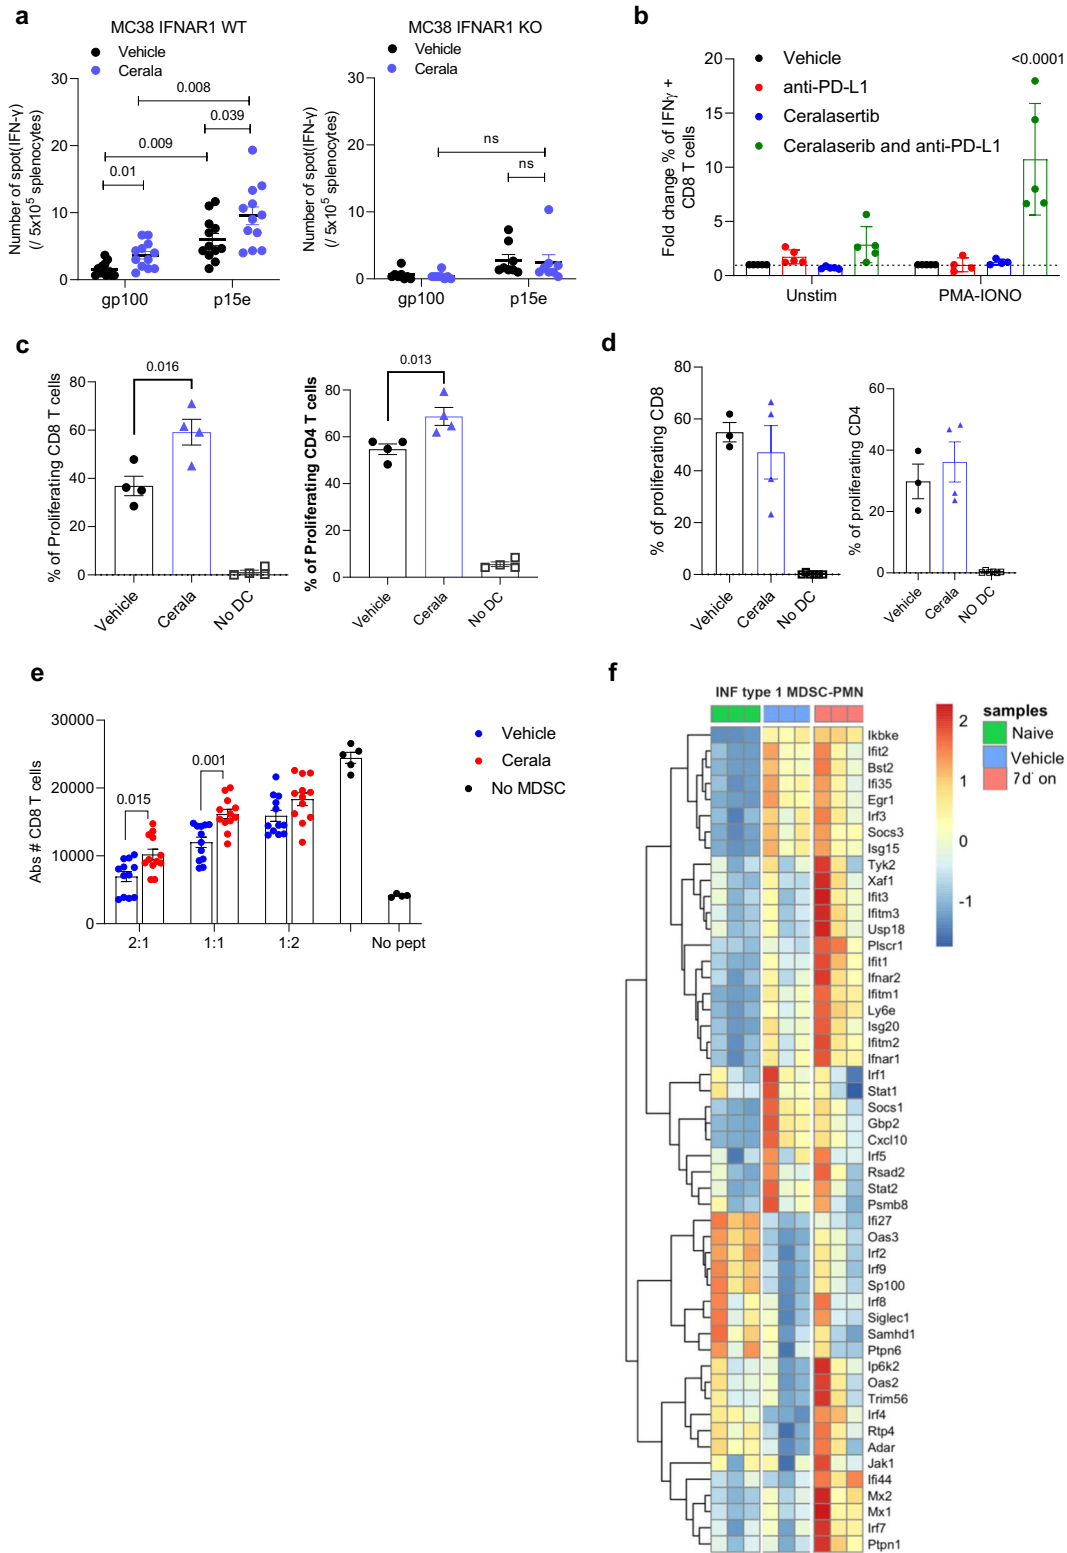 a
MC38 IFNAR1 WT
Vehicle
Cerala
Number of spot(IFN-γ)
(/ 5x10⁵ splenocytes)
30
20
10
0
0.008
0.039
0.009
0.01
gp100
p15e
MC38 IFNAR1 KO
Vehicle
Cerala
Number of spot(IFN-γ)
(/ 5x10⁵ splenocytes)
30
20
10
0
ns
ns
gp100
p15e
b
Vehicle
anti-PD-L1
Ceralasertib
Ceralaserib and anti-PD-L1
<0.0001
Fold change % of IFNγ +
CD8 T cells
20
15
10
5
0
Unstim
PMA-IONO
c
% of Proliferating CD8 T cells
80
60
40
20
0
0.016
Vehicle
Cerala
No DC
% of Proliferating CD4 T cells
80
60
40
20
0
0.013
Vehicle
Cerala
No DC
d
% of proliferating CD8
80
60
40
20
0
Vehicle
Cerala
No DC
% of proliferating CD4
60
40
20
0
Vehicle
Cerala
NO DC
e
Abs # CD8 T cells
30000
20000
10000
0
0.015
0.001
Vehicle
Cerala
No MDSC
2:1
1:1
1:2
No pept
f
INF type 1 MDSC-PMN
Ikbke
Ifit2
Bst2
Ifi35
Egr1
Irf3
Socs3
Isg15
Tyk2
Xaf1
Ifit3
Ifitm3
Usp18
Plscr1
Ifit1
Ifnar2
Ifitm1
Ly6e
Isg20
Ifitm2
Ifnar1
Irf1
Stat1
Socs1
Gbp2
Cxcl10
Irf5
Rsad2
Stat2
Psmb8
Ifi27
Oas3
Irf2
Irf9
Sp100
Irf8
Siglec1
Samhd1
Ptpn6
Ip6k2
Oas2
Trim56
Irf4
Rtp4
Adar
Jak1
Ifi44
Mx2
Mx1
Irf7
Ptpn1
2
1
0
-1
samples
Naive
Vehicle
7d on